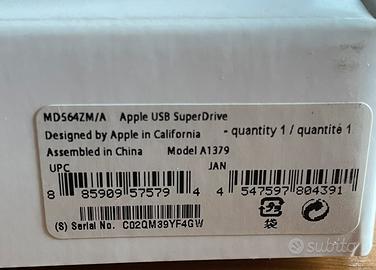 MD564ZM/A Apple USB SuperDrive
Designed by Apple in California - quantity 1 / quantité 1
Assembled in China Model A1379
UPC JAN
8 85909 57579 4 4 547597 804391
(S) Serial No. C02QM39YF4GW
袋
subito